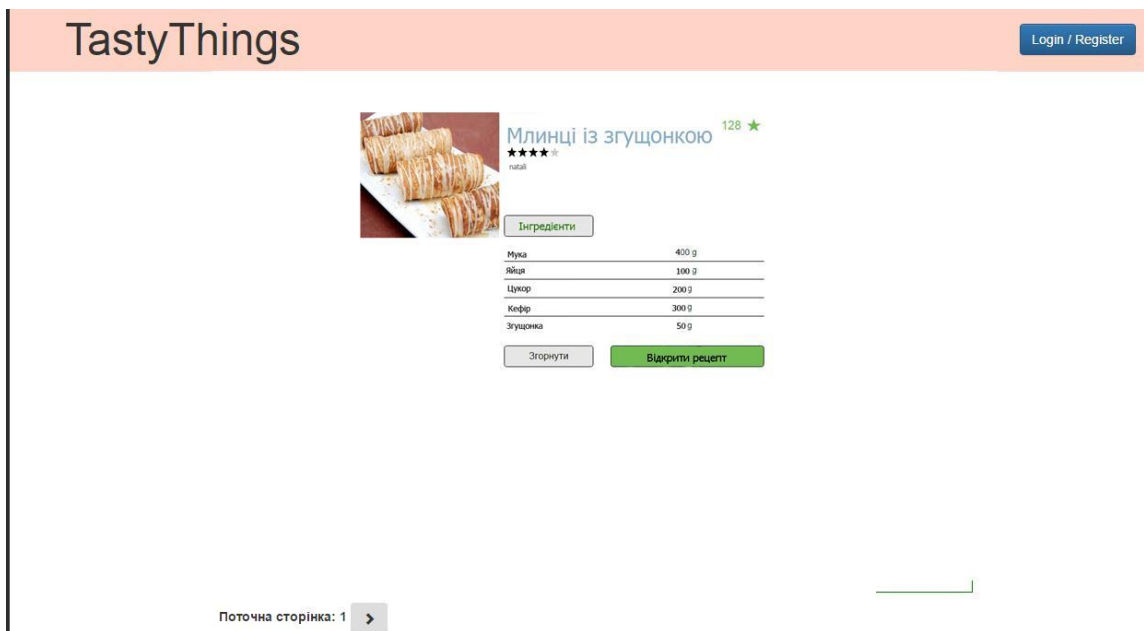 TastyThings
Login / Register
Млинці із згущонкою
128
natali
Інгредієнти
Мука 400 g
Яйця 100 g
Цукор 200 g
Кефір 300 g
Згущонка 50 g
Згорнути
Відкрити рецепт
Поточна сторінка: 1